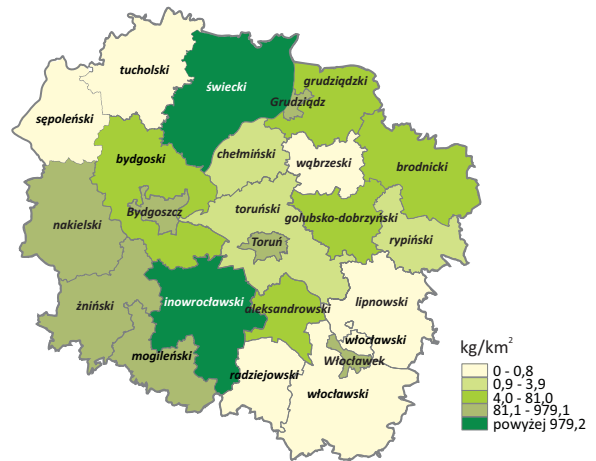 tucholski
świecki
grudziądzki
Grudziądz
sępoleński
bydgoski
chełmiński
wąbrzeski
brodnicki
Bydgoszcz
toruński
golubsko-dobrzyński
nakielski
Toruń
rypiński
żniński
inowrocławski
aleksandrowski
lipnowski
włocławski
mogileński
Włocławek
radziejowski
włocławski
kg/km²
0 - 0,8
0,9 - 3,9
4,0 - 81,0
81,1 - 979,1
powyżej 979,2